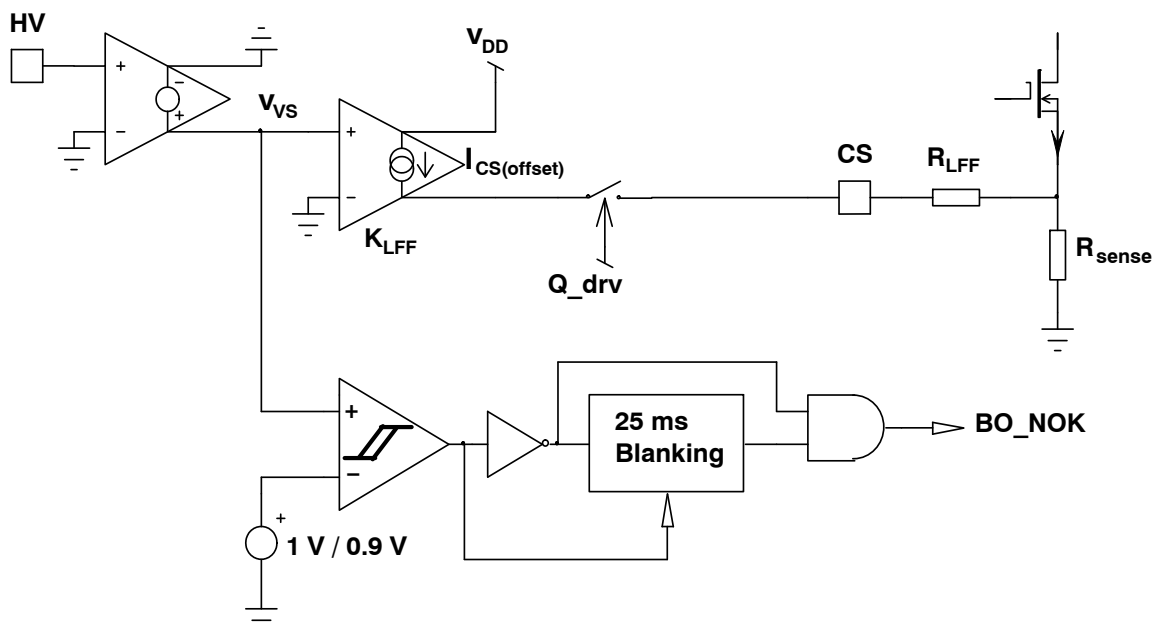 HV
+
−
−
+
vVS
vDD
+
−
ICS(offset)
KLFF
Q_drv
CS
RLFF
Rsense
+
−
25 ms
Blanking
BO_NOK
+
1 V / 0.9 V